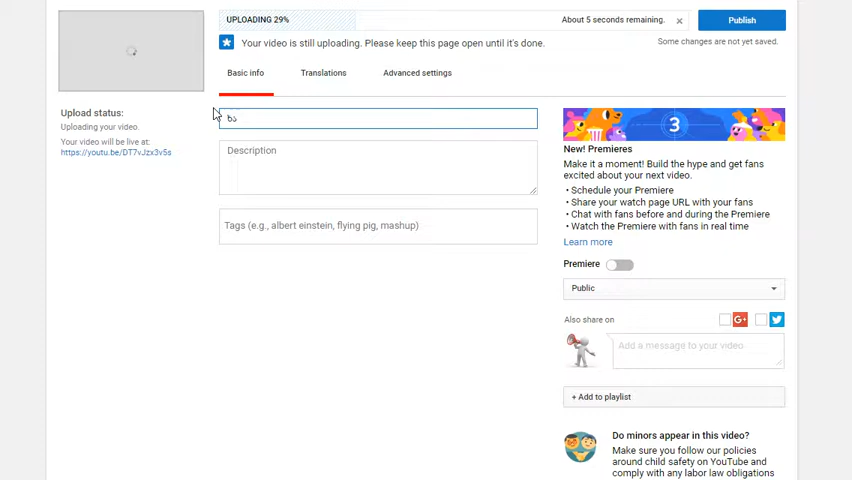 UPLOADING 29%
About 5 seconds remaining.
Publish
Your video is still uploading. Please keep this page open until it's done.
Some changes are not yet saved.
Basic info
Translations
Advanced settings
Upload status:
Uploading your video.
Your video will be live at:
https://youtu.be/DT7vJzx3v5s
ხა
Description
Tags (e.g., albert einstein, flying pig, mashup)
3
New! Premieres
Make it a moment! Build the hype and get fans
excited about your next video.
• Schedule your Premiere
• Share your watch page URL with your fans
• Chat with fans before and during the Premiere
• Watch the Premiere with fans in real time
Learn more
Premiere
Public
Also share on
G+
Add a message to your video
+ Add to playlist
Do minors appear in this video?
Make sure you follow our policies
around child safety on YouTube and
comply with any labor law obligations